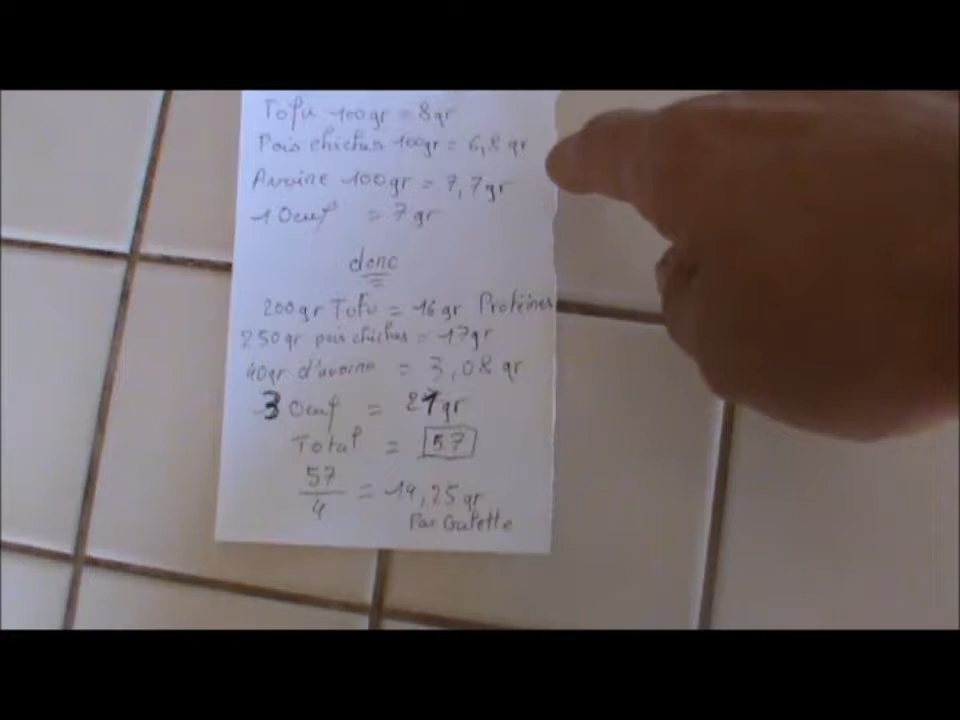 Tofu 100gr = 8gr
Pois chiches 100gr = 6,8 gr
Avoine 100gr = 7,7gr
1 Oeuf = 7gr
donc
200gr Tofu = 16gr Protéines
250gr pois chiches = 17gr
40gr d'avoine = 3,08 gr
3 Oeuf = 21gr
Total = 57
57
4
= 14,25gr
Par Galette